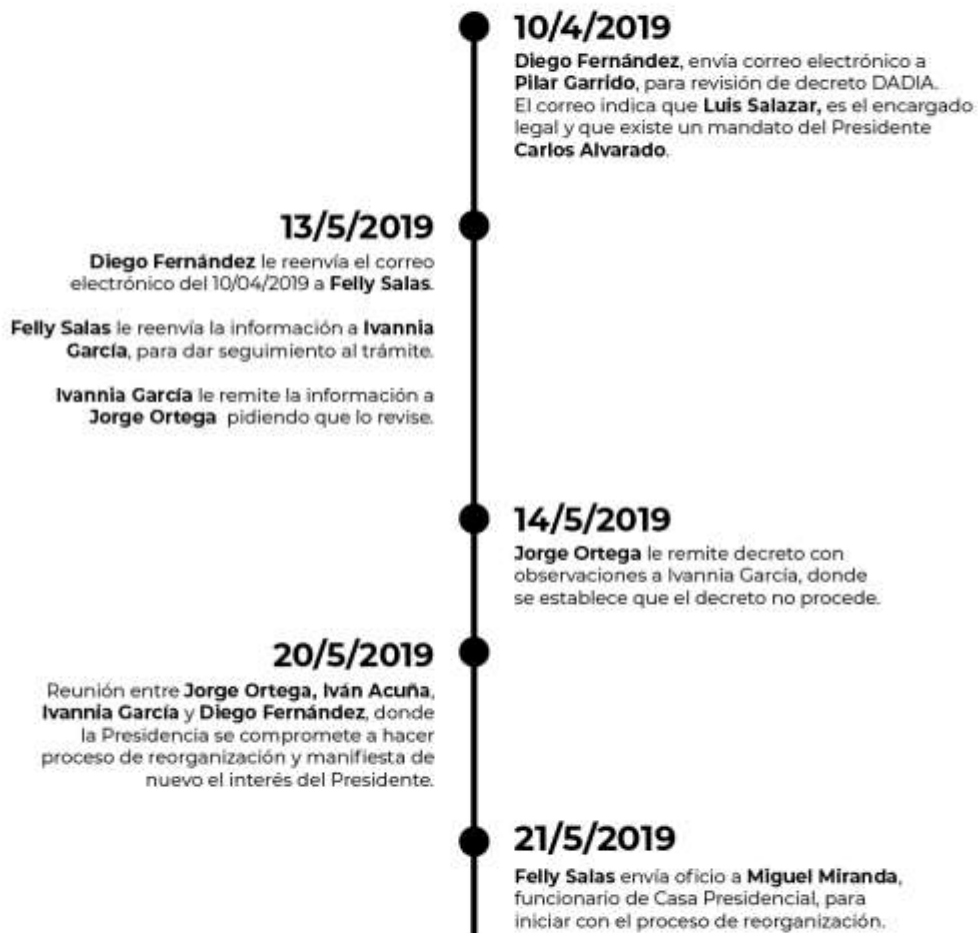 10/4/2019
Diego Fernández, envía correo electrónico a
Pilar Garrido, para revisión de decreto DADIA.
El correo indica que Luis Salazar, es el encargado
legal y que existe un mandato del Presidente
Carlos Alvarado.
13/5/2019
Diego Fernández le reenvía el correo
electrónico del 10/04/2019 a Felly Salas.
Felly Salas le reenvía la información a Ivannia
García, para dar seguimiento al trámite.
Ivannia García le remite la información a
Jorge Ortega pidiendo que lo revise.
14/5/2019
Jorge Ortega le remite decreto con
observaciones a Ivannia García, donde
se establece que el decreto no procede.
20/5/2019
Reunión entre Jorge Ortega, Iván Acuña,
Ivannia García y Diego Fernández, donde
la Presidencia se compromete a hacer
proceso de reorganización y manifiesta de
nuevo el interés del Presidente.
21/5/2019
Felly Salas envía oficio a Miguel Miranda,
funcionario de Casa Presidencial, para
iniciar con el proceso de reorganización.